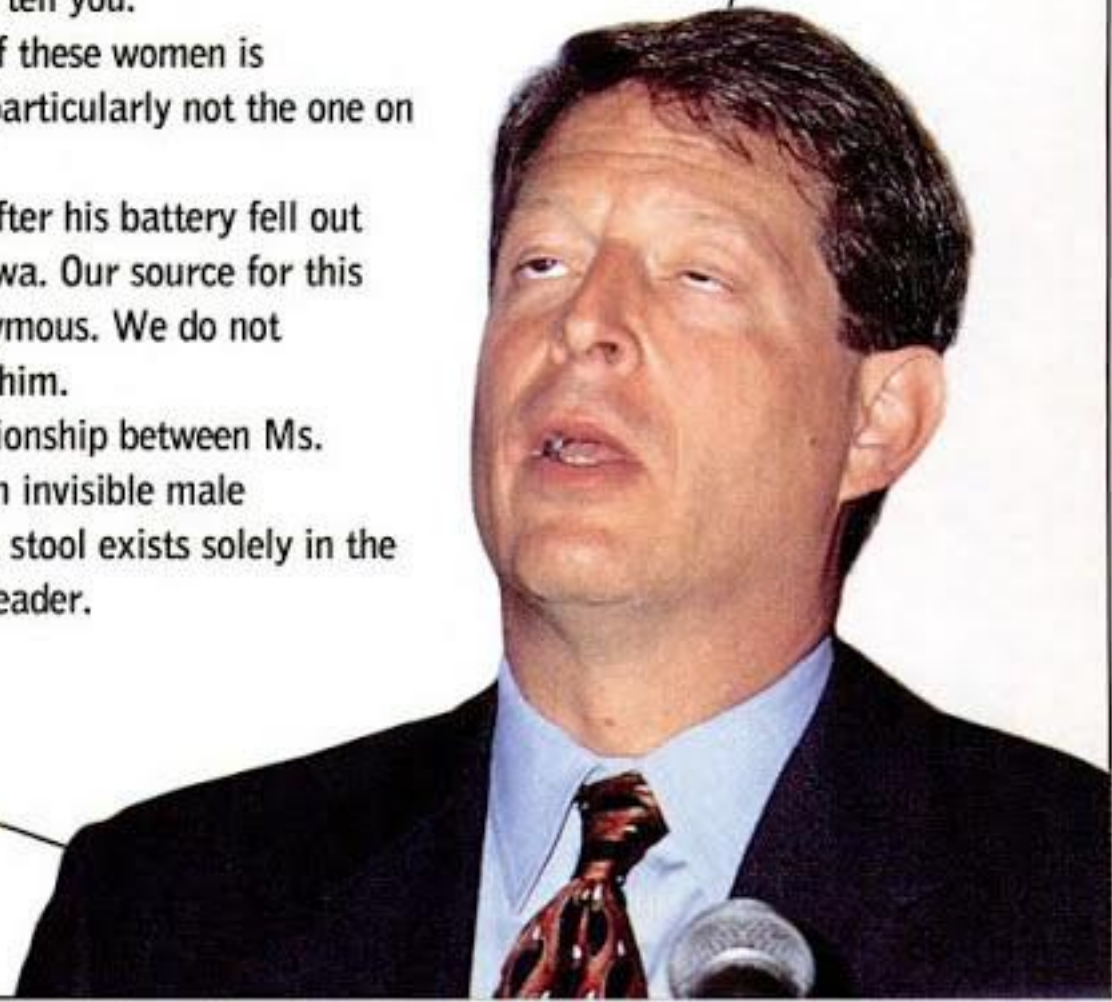 tell you.
f these women is
particularly not the one on
fter his battery fell out
wa. Our source for this
ymous. We do not
him.
ionship between Ms.
n invisible male
stool exists solely in the
eader.